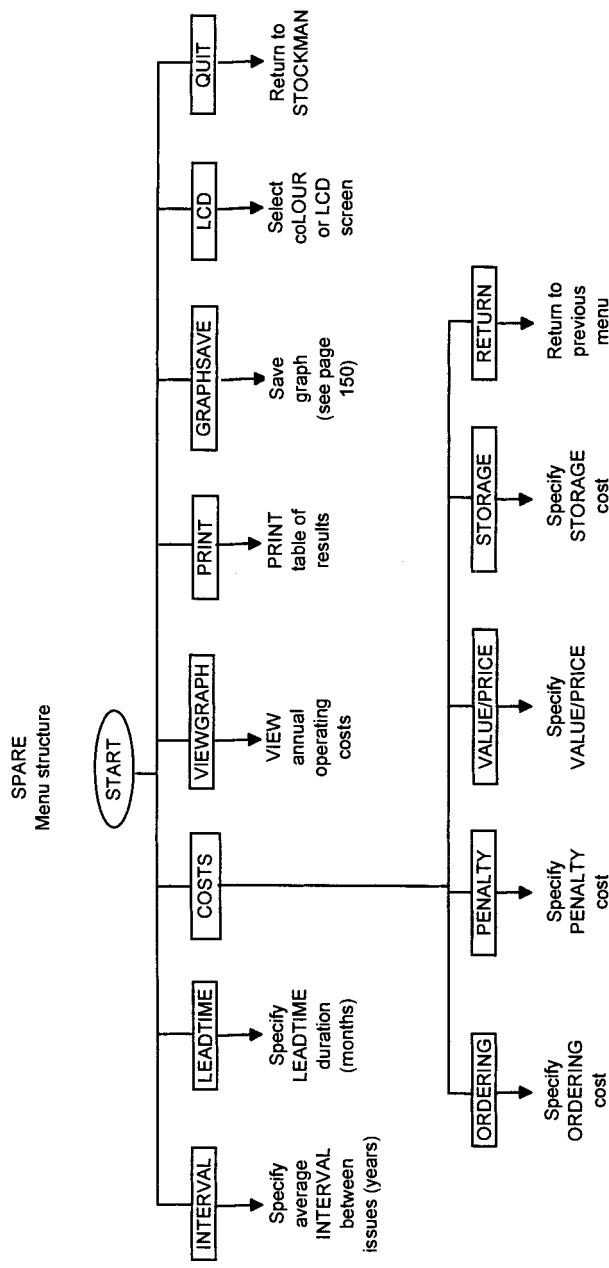 SPARE
Menu structure
START
INTERVAL
Specify
average
INTERVAL
between
issues (years)
LEADTIME
Specify
LEADTIME
duration
(months)
COSTS
VIEWGRAPH
VIEW
annual
operating
costs
PRINT
PRINT
table of
results
GRAPHSAVE
Save
graph
(see page
150)
LCD
Select
coLOUR
or LCD
screen
QUIT
Return to
STOCKMAN
ORDERING
Specify
ORDERING
cost
PENALTY
Specify
PENALTY
cost
VALUE/PRICE
Specify
VALUE/PRICE
STORAGE
Specify
STORAGE
cost
RETURN
Return to
previous
menu